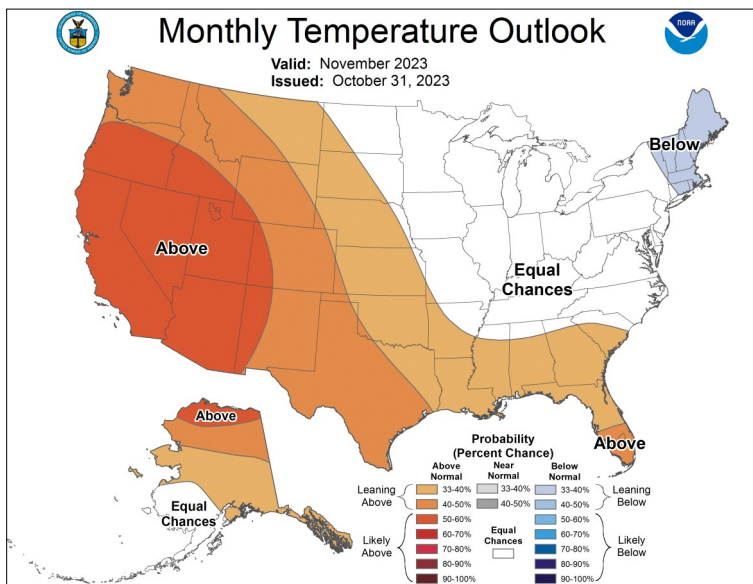 Monthly Temperature Outlook
NOAA
Valid: November 2023
Issued: October 31, 2023
Below
Above
Equal
Chances
Above
Equal
Chances
Above
Probability
(Percent Chance)
Above
Normal
Near
Normal
Below
Normal
Leaning
Above
33-40% 33-40% 33-40%
40-50% 40-50% 40-50%
Leaning
Below
Likely
Above
50-60% 50-60%
60-70% 60-70%
70-80% 70-80%
80-90% 80-90%
90-100% 90-100%
Equal
Chances
Likely
Below